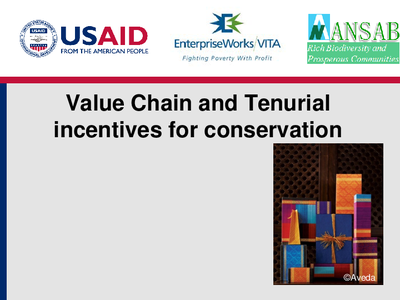 USAID
FROM THE AMERICAN PEOPLE
EnterpriseWorks/VITA
Fighting Poverty With Profit
ANSAB
Rich Biodiversity and
Prosperous Communities
Value Chain and Tenurial
incentives for conservation
©Aveda